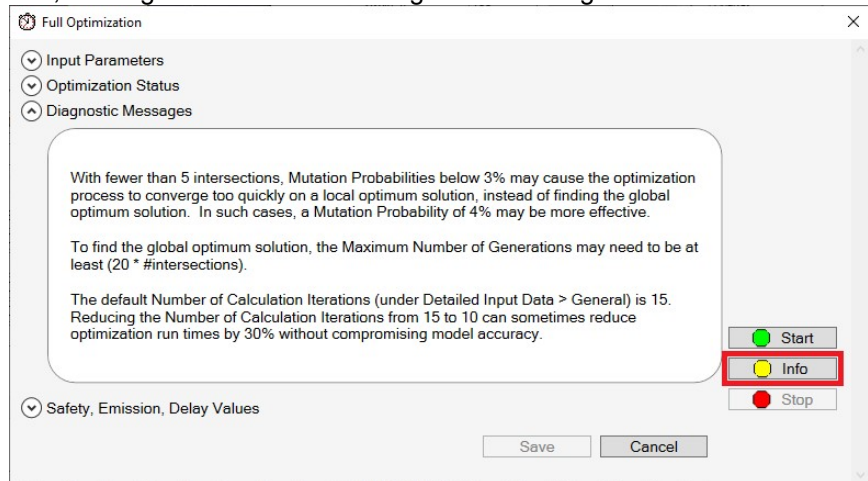 Full Optimization
Input Parameters
Optimization Status
Diagnostic Messages
With fewer than 5 intersections, Mutation Probabilities below 3% may cause the optimization
process to converge too quickly on a local optimum solution, instead of finding the global
optimum solution.  In such cases, a Mutation Probability of 4% may be more effective.
To find the global optimum solution, the Maximum Number of Generations may need to be at
least (20 * #intersections).
The default Number of Calculation Iterations (under Detailed Input Data > General) is 15.
Reducing the Number of Calculation Iterations from 15 to 10 can sometimes reduce
optimization run times by 30% without compromising model accuracy.
Start
Info
Stop
Safety, Emission, Delay Values
Save
Cancel